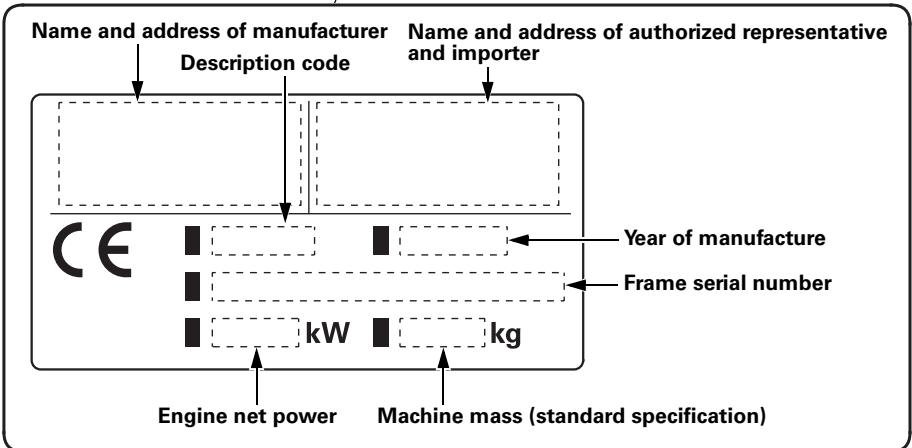 Name and address of manufacturer
Name and address of authorized representative
and importer
Description code
CE
Year of manufacture
Frame serial number
kW
kg
Engine net power
Machine mass (standard specification)